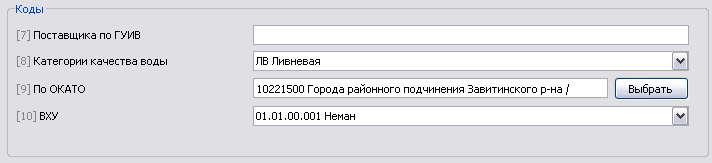 Коды
[7] Поставщика по ГУИВ
[8] Категории качества воды ЛВ Ливневая
[9] По ОКАТО 10221500 Города районного подчинения Завитинского р-на / Выбрать
[10] ВХУ 01.01.00.001 Неман